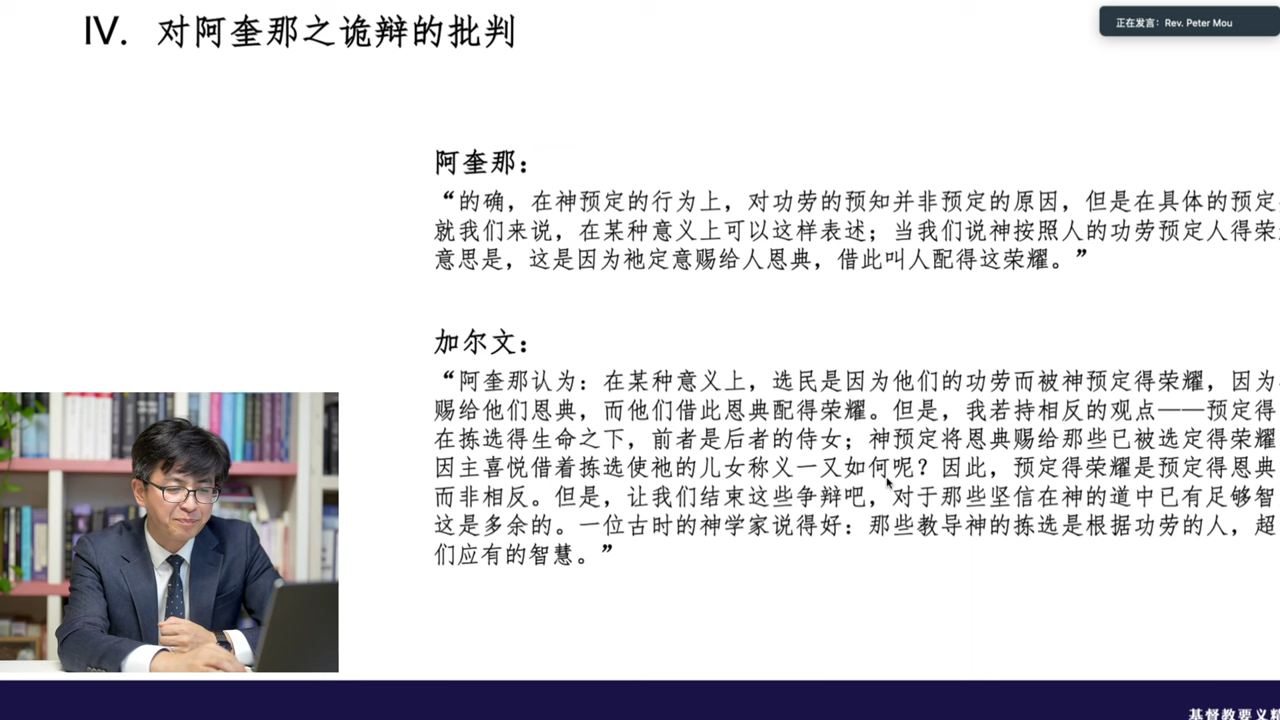 IV. 对阿奎那之诡辩的批判
正在发言：Rev. Peter Mou
阿奎那：
“的确，在神预定的行为上，对功劳的预知并非预定的原因，但是在具体的预定
就我们来说，在某种意义上可以这样表述；当我们说神按照人的功劳预定人得荣
意思是，这是因为祂定意赐给人恩典，借此叫人配得这荣耀。”
加尔文：
“阿奎那认为：在某种意义上，选民是因为他们的功劳而被神预定得荣耀，因为
赐给他们恩典，而他们借此恩典配得荣耀。但是，我若持相反的观点——预定得
在拣选得生命之下，前者是后者的侍女；神预定将恩典赐给那些已被选定得荣耀
因主喜悦借着拣选使祂的儿女称义一又如何呢？因此，预定得荣耀是预定得恩典
而非相反。但是，让我们结束这些争辩吧，对于那些坚信在神的道中已有足够智
这是多余的。一位古时的神学家说得好：那些教导神的拣选是根据功劳的人，超
们应有的智慧。”
基督教要义精